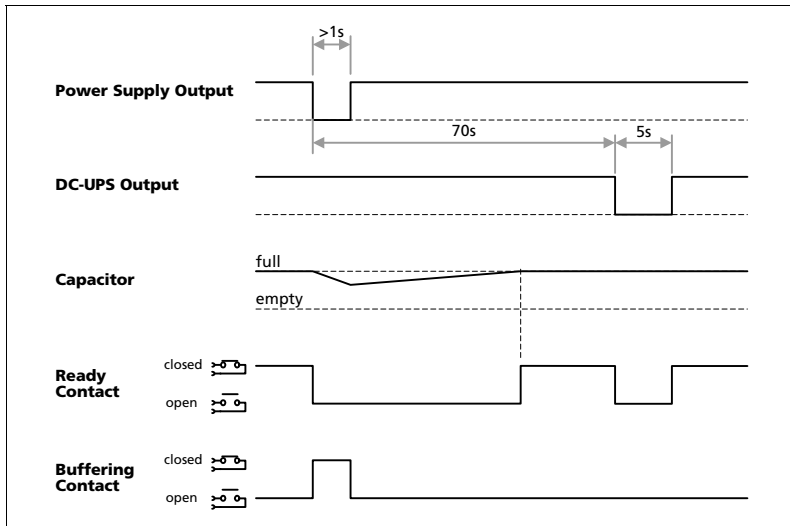 >1s
Power Supply Output
70s
5s
DC-UPS Output
full
Capacitor
empty
closed
Ready
Contact
open
closed
Buffering
Contact
open